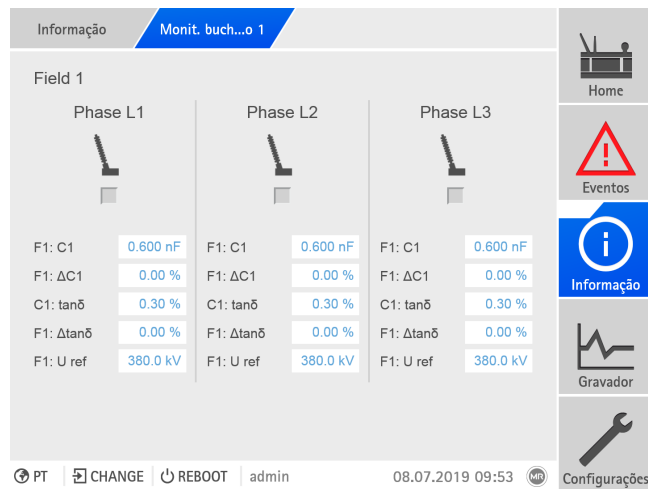 Informação
Monit. buch...o 1
Field 1
Phase L1
Phase L2
Phase L3
F1: C1 0.600 nF F1: C1 0.600 nF F1: C1 0.600 nF
F1: ΔC1 0.00 % F1: ΔC1 0.00 % F1: ΔC1 0.00 %
C1: tanδ 0.30 % C1: tanδ 0.30 % C1: tanδ 0.30 %
F1: Δtanδ 0.00 % F1: Δtanδ 0.00 % F1: Δtanδ 0.00 %
F1: U ref 380.0 kV F1: U ref 380.0 kV F1: U ref 380.0 kV
Home
Eventos
Informação
Gravador
Configurações
PT CHANGE REBOOT admin 08.07.2019 09:53 MR